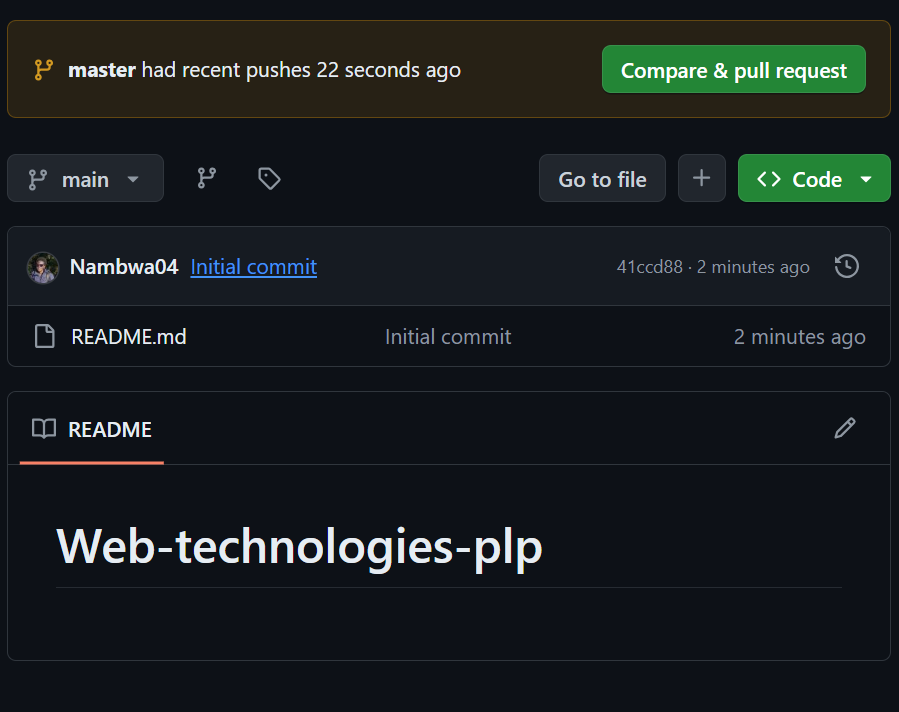 master had recent pushes 22 seconds ago
Compare & pull request
main
Go to file
Code
Nambwa04 Initial commit 41ccd88 · 2 minutes ago
README.md Initial commit 2 minutes ago
README
Web-technologies-plp